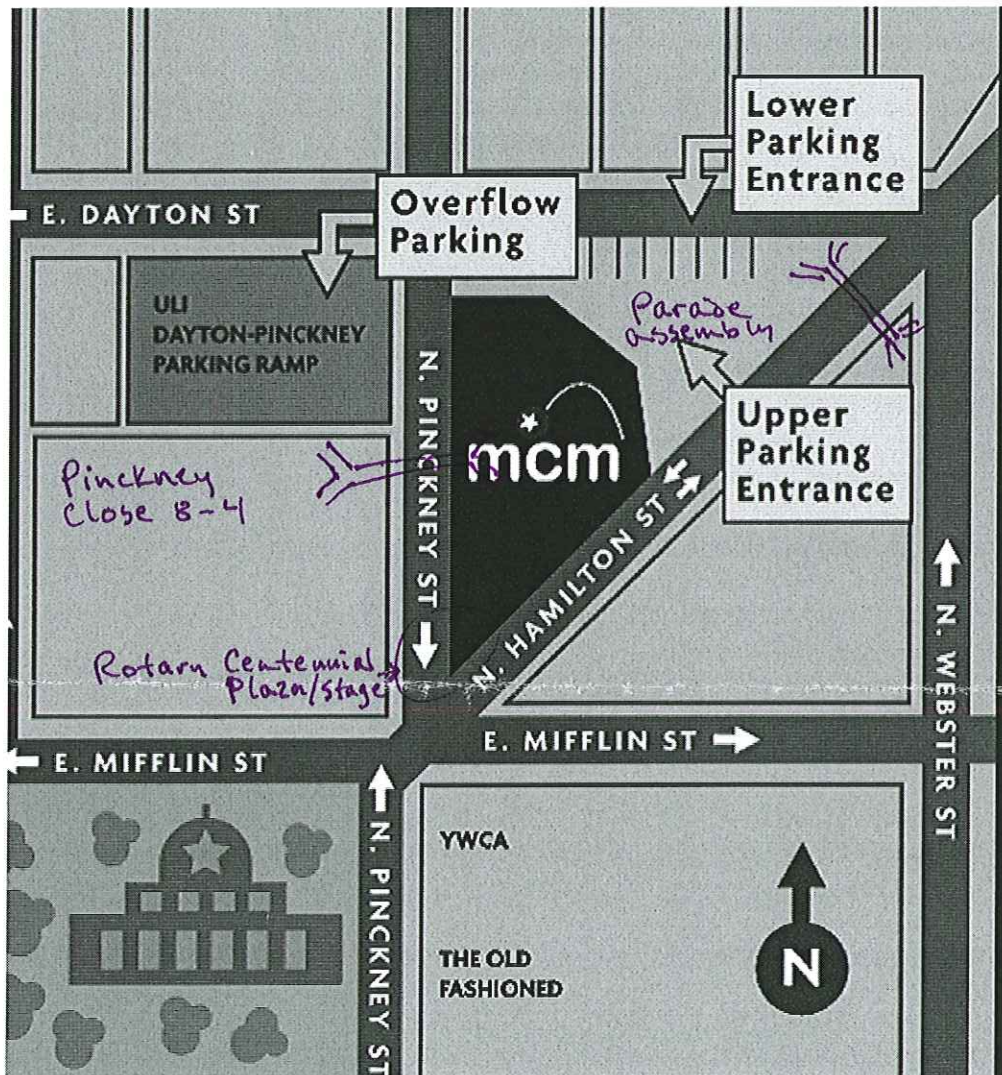 Lower
Parking
Entrance
Overflow
Parking
E. DAYTON ST
ULI
DAYTON-PINCKNEY
PARKING RAMP
N. PINCKNEY ST
Parade
assembly
mcm
Upper
Parking
Entrance
Pinckney
Close 8-4
N. HAMILTON ST
N. WEBSTER ST
Rotary Centennial
Plaza/stage
E. MIFFLIN ST
E. MIFFLIN ST
N. PINCKNEY ST
YWCA
THE OLD
FASHIONED
N